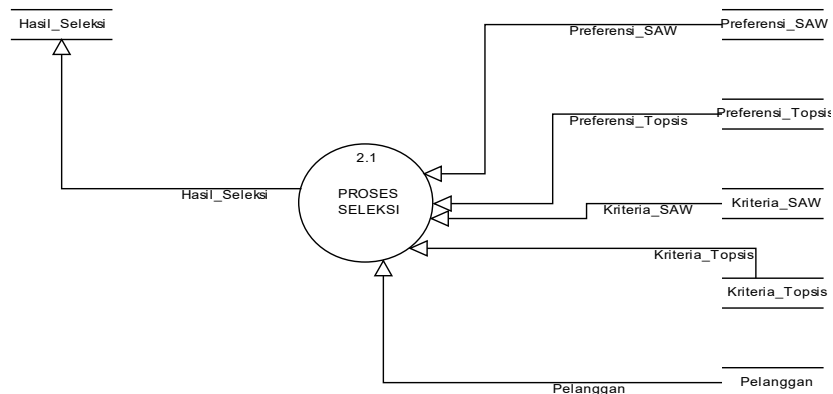 Hasil_Seleksi
Preferensi_SAW
Preferensi_SAW
Preferensi_Topsis
Preferensi_Topsis
2.1
PROSES
SELEKSI
Hasil_Seleksi
Kriteria_SAW
Kriteria_SAW
Kriteria_Topsis
Kriteria_Topsis
Pelanggan
Pelanggan